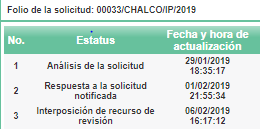 Folio de la solicitud: 00033/CHALCO/IP/2019
No. Estatus Fecha y hora de actualización
1 Análisis de la solicitud 29/01/2019 18:35:17
2 Respuesta a la solicitud notificada 01/02/2019 21:55:34
3 Interposición de recurso de revisión 06/02/2019 16:17:12